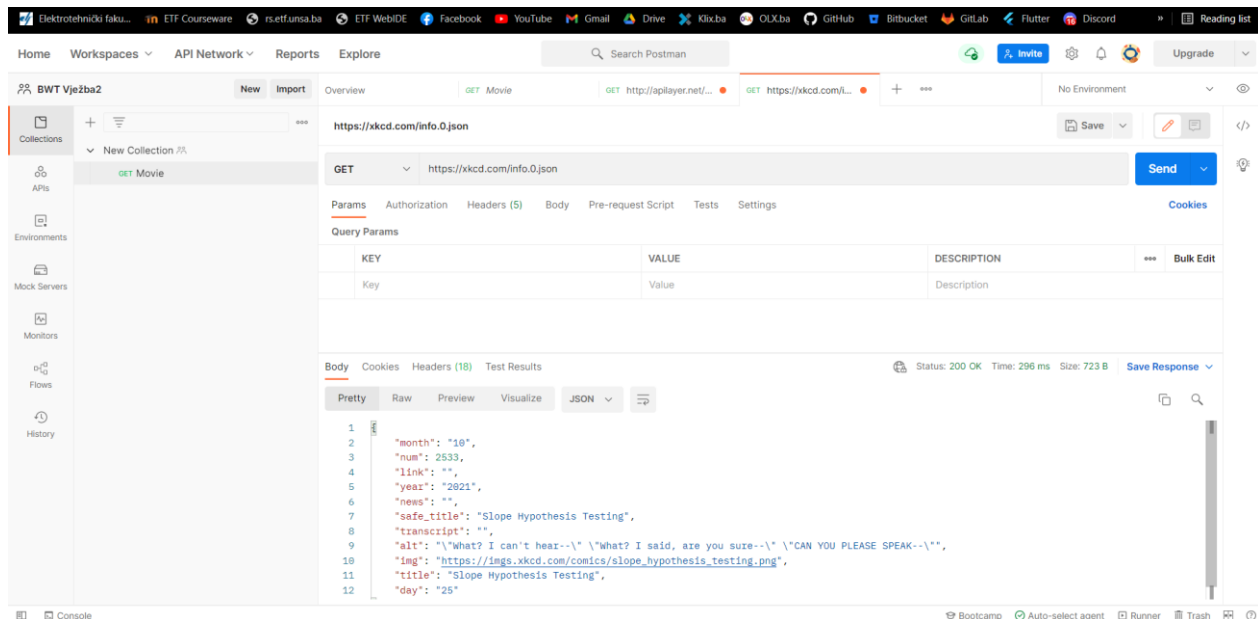 Elektrotehnički faku... ETF Courseware rs.etf.unsa.ba ETF WebIDE Facebook YouTube Gmail Drive Klix.ba OLX.ba GitHub Bitbucket GitLab Flutter 16 Discord » Reading list
Home Workspaces API Network Reports Explore Search Postman Invite Upgrade
BWT Vježba2 New Import Overview GET Movie GET http://apilayer.net/... GET https://xkcd.com/i... No Environment
Collections
https://xkcd.com/info.0.json Save
New Collection
GET Movie
GET https://xkcd.com/info.0.json Send
APIs
Params Authorization Headers (5) Body Pre-request Script Tests Settings Cookies
Environments
Query Params
KEY VALUE DESCRIPTION Bulk Edit
Key Value Description
Mock Servers
Monitors
Body Cookies Headers (18) Test Results Status: 200 OK Time: 296 ms Size: 723 B Save Response
Flows
Pretty Raw Preview Visualize JSON
History
1 {
2 "month": "10",
3 "num": 2533,
4 "link": "",
5 "year": "2021",
6 "news": "",
7 "safe_title": "Slope Hypothesis Testing",
8 "transcript": "",
9 "alt": "\"What? I can't hear--\" \"What? I said, are you sure--\" \"CAN YOU PLEASE SPEAK--\"",
10 "img": "https://imgs.xkcd.com/comics/slope_hypothesis_testing.png",
11 "title": "Slope Hypothesis Testing",
12 "day": "25"
Console Bootcamp Auto-select agent Runner Trash